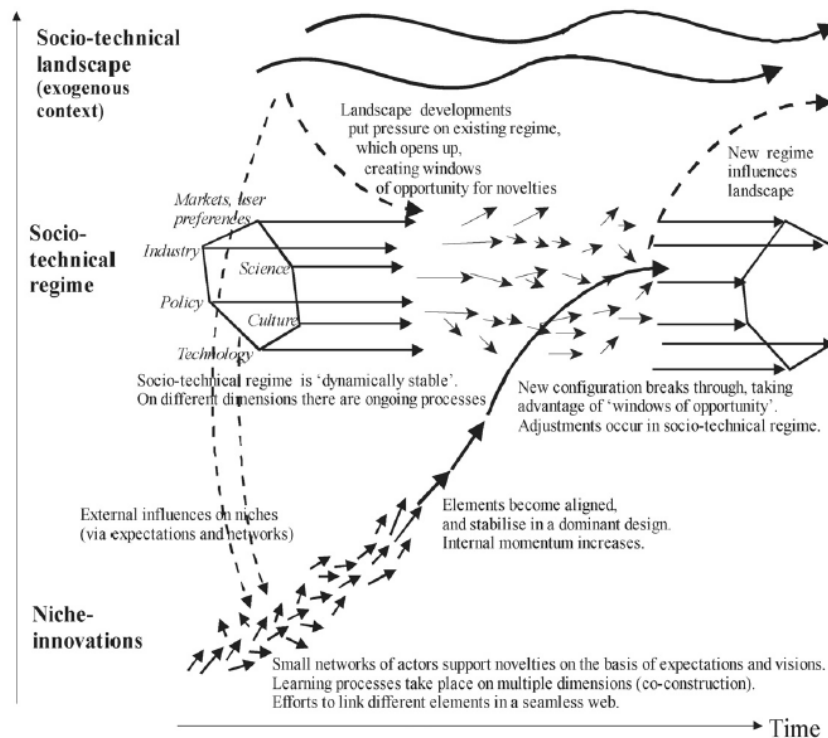 Socio-technical
landscape
(exogenous
context)
Landscape developments
put pressure on existing regime,
which opens up,
creating windows
of opportunity for novelties
New regime
influences
landscape
Markets, user
preferences
Socio-
technical
regime
Industry
Science
Policy
Culture
Technology
Socio-technical regime is ‘dynamically stable’.
On different dimensions there are ongoing processes
New configuration breaks through, taking
advantage of ‘windows of opportunity’.
Adjustments occur in socio-technical regime.
External influences on niches
(via expectations and networks)
Elements become aligned,
and stabilise in a dominant design.
Internal momentum increases.
Niche-
innovations
Small networks of actors support novelties on the basis of expectations and visions.
Learning processes take place on multiple dimensions (co-construction).
Efforts to link different elements in a seamless web.
Time